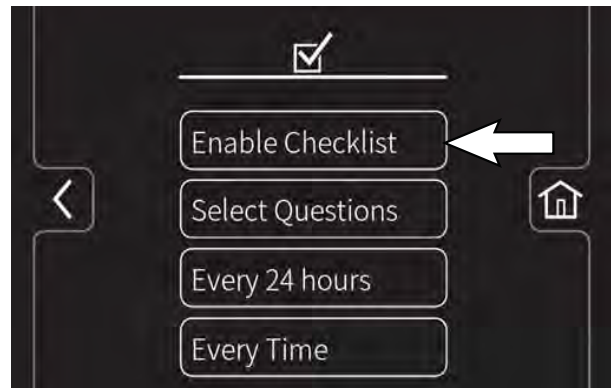 Enable Checklist
Select Questions
Every 24 hours
Every Time